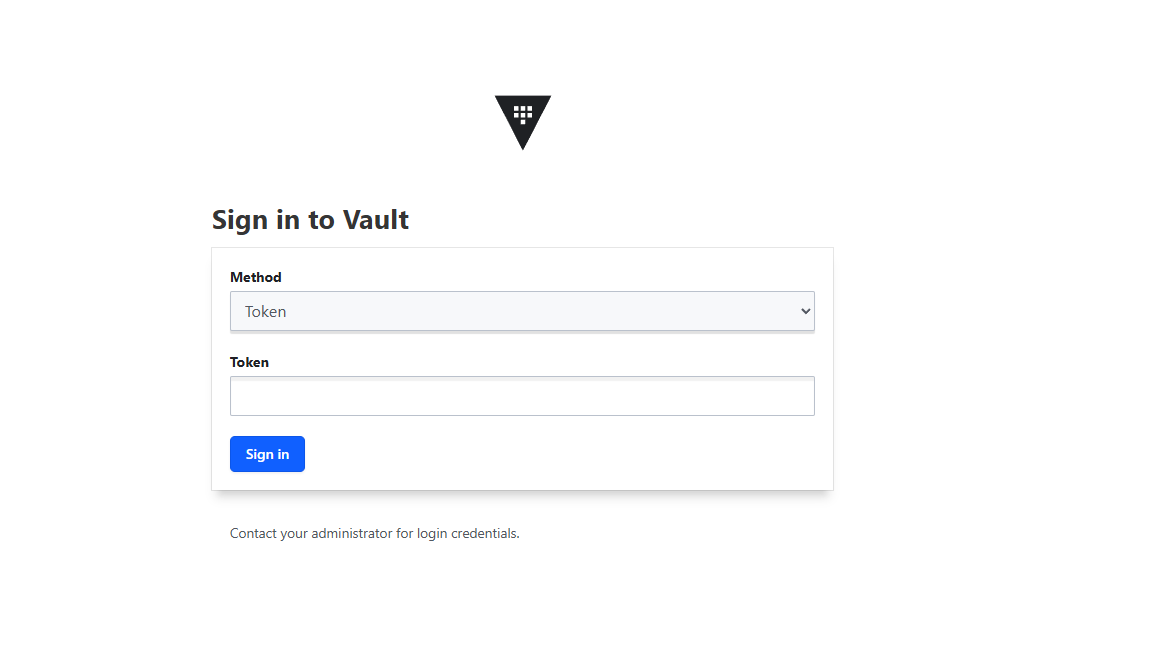 Sign in to Vault
Method
Token
Token
Sign in
Contact your administrator for login credentials.